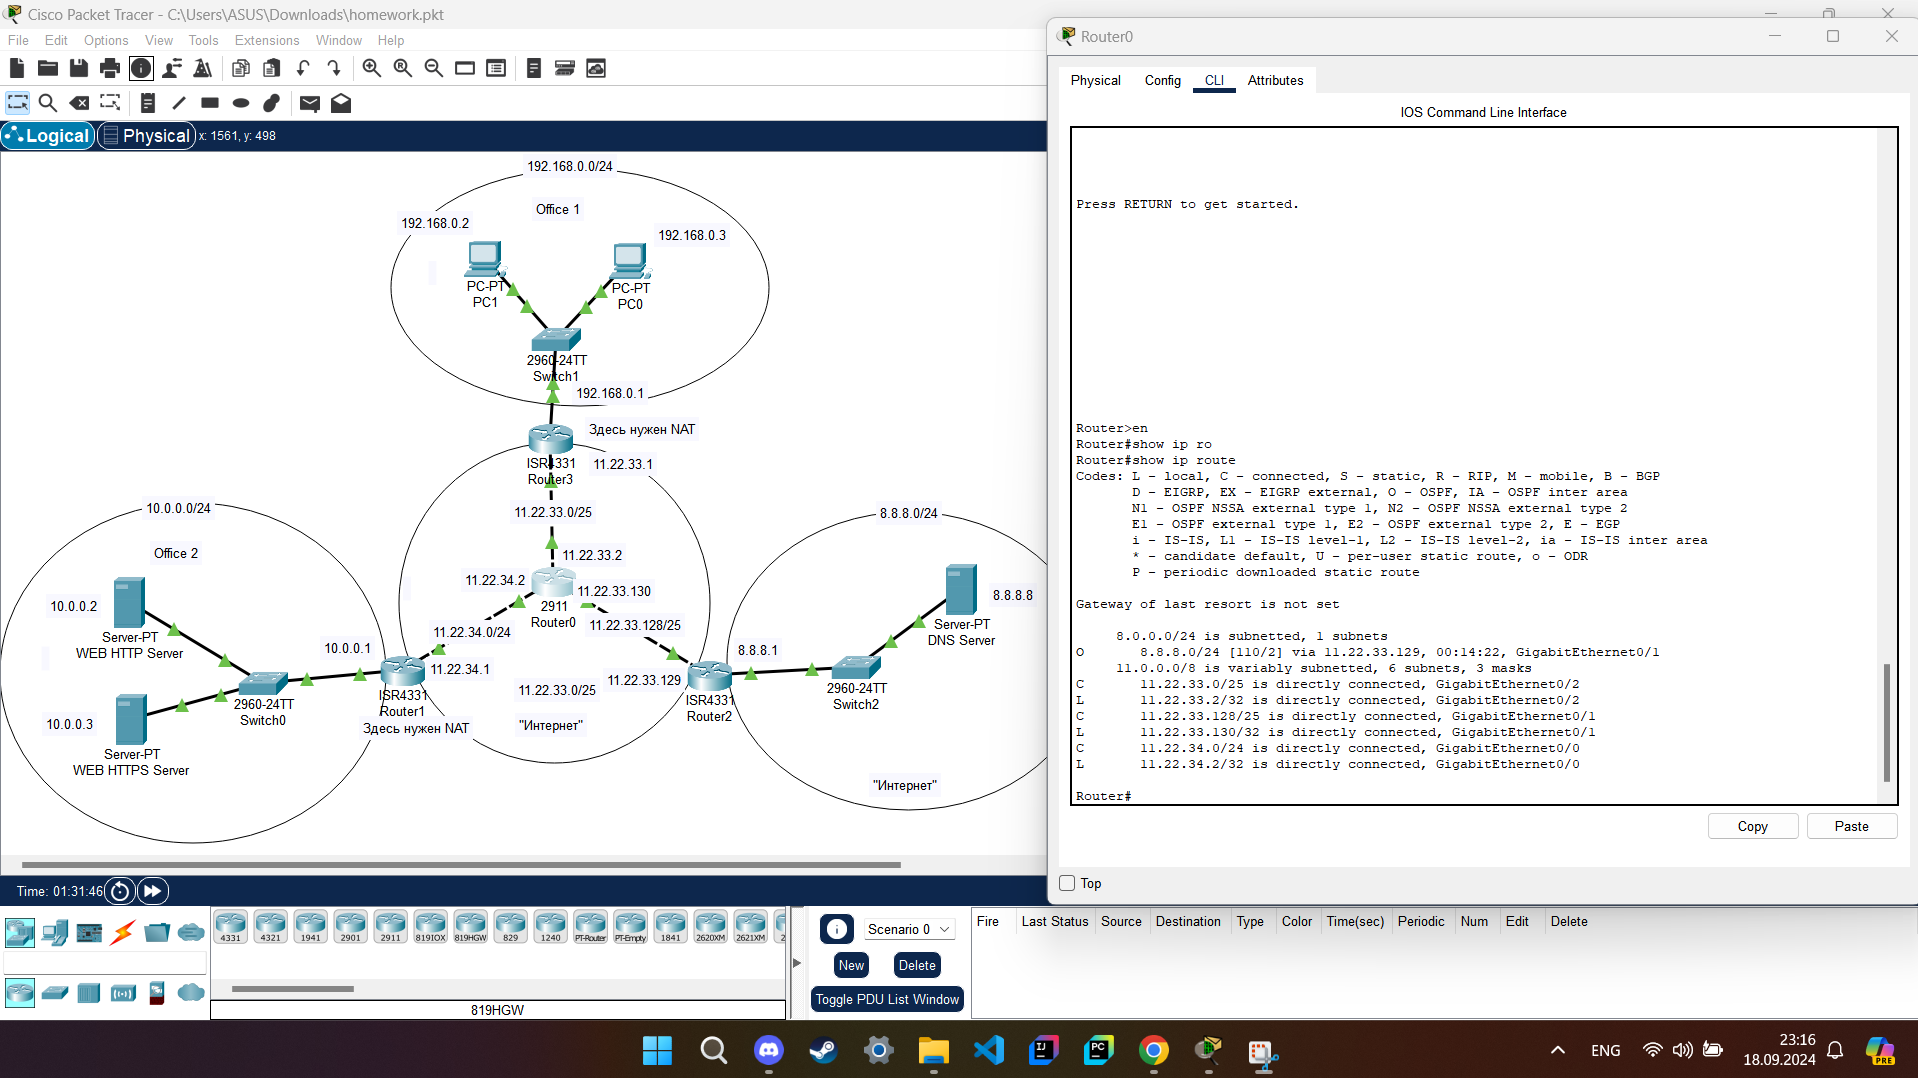 Cisco Packet Tracer - C:\Users\ASUS\Downloads\homework.pkt
File Edit Options View Tools Extensions Window Help
Logical Physical x: 1561, y: 498
192.168.0.0/24
Office 1
192.168.0.2
192.168.0.3
PC-PT
PC1
PC-PT
PC0
2960-24TT
Switch1
192.168.0.1
Здесь нужен NAT
ISR4331
Router3
11.22.33.1
11.22.33.0/25
11.22.33.2
11.22.34.2
11.22.33.130
2911
Router0
11.22.33.128/25
11.22.34.0/24
10.0.0.0/24
Office 2
10.0.0.2
Server-PT
WEB HTTP Server
10.0.0.1
11.22.34.1
ISR4331
Router1
Здесь нужен NAT
2960-24TT
Switch0
10.0.0.3
Server-PT
WEB HTTPS Server
11.22.33.0/25
"Интернет"
11.22.33.129
ISR4331
Router2
8.8.8.0/24
8.8.8.8
Server-PT
DNS Server
8.8.8.1
2960-24TT
Switch2
"Интернет"
Time: 01:31:46
4331 4321 1941 2901 2911 819IOX 819HGW 829 1240 PT-Router PT-Empty 1841 2620XM 2621XM 2
819HGW
Scenario 0
New Delete
Toggle PDU List Window
Fire Last Status Source Destination Type Color Time(sec) Periodic Num Edit Delete
Router0
Physical Config CLI Attributes
IOS Command Line Interface
Press RETURN to get started.
Router>en
Router#show ip ro
Router#show ip route
Codes: L - local, C - connected, S - static, R - RIP, M - mobile, B - BGP
D - EIGRP, EX - EIGRP external, O - OSPF, IA - OSPF inter area
N1 - OSPF NSSA external type 1, N2 - OSPF NSSA external type 2
E1 - OSPF external type 1, E2 - OSPF external type 2, E - EGP
i - IS-IS, L1 - IS-IS level-1, L2 - IS-IS level-2, ia - IS-IS inter area
* - candidate default, U - per-user static route, o - ODR
P - periodic downloaded static route
Gateway of last resort is not set
8.0.0.0/24 is subnetted, 1 subnets
O 8.8.8.0/24 [110/2] via 11.22.33.129, 00:14:22, GigabitEthernet0/1
11.0.0.0/8 is variably subnetted, 6 subnets, 3 masks
C 11.22.33.0/25 is directly connected, GigabitEthernet0/2
L 11.22.33.2/32 is directly connected, GigabitEthernet0/2
C 11.22.33.128/25 is directly connected, GigabitEthernet0/1
L 11.22.33.130/32 is directly connected, GigabitEthernet0/1
C 11.22.34.0/24 is directly connected, GigabitEthernet0/0
L 11.22.34.2/32 is directly connected, GigabitEthernet0/0
Router#
Copy Paste
Top
IJ PC
ENG
23:16
18.09.2024
PRE